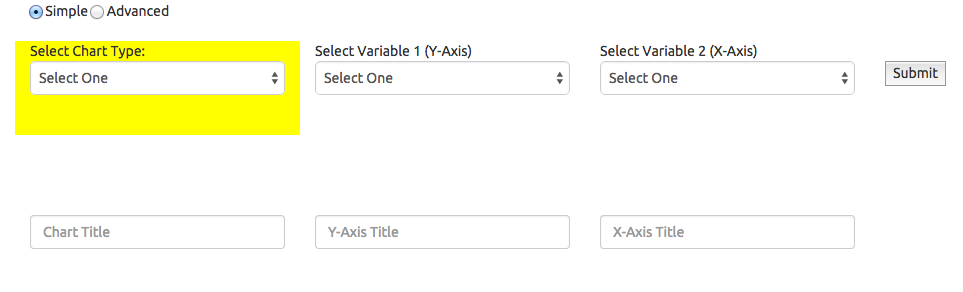 Simple Advanced
Select Chart Type: Select Variable 1 (Y-Axis) Select Variable 2 (X-Axis)
Select One Select One Select One Submit
Chart Title Y-Axis Title X-Axis Title